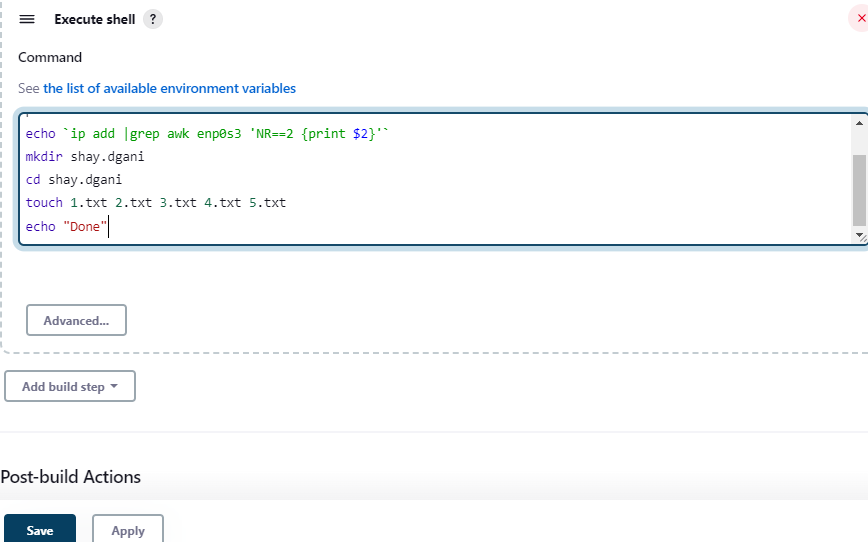 Execute shell ?
Command
See the list of available environment variables
echo `ip add |grep awk enp0s3 'NR==2 {print $2}'`
mkdir shay.dgani
cd shay.dgani
touch 1.txt 2.txt 3.txt 4.txt 5.txt
echo "Done"
Advanced...
Add build step
Post-build Actions
Save Apply